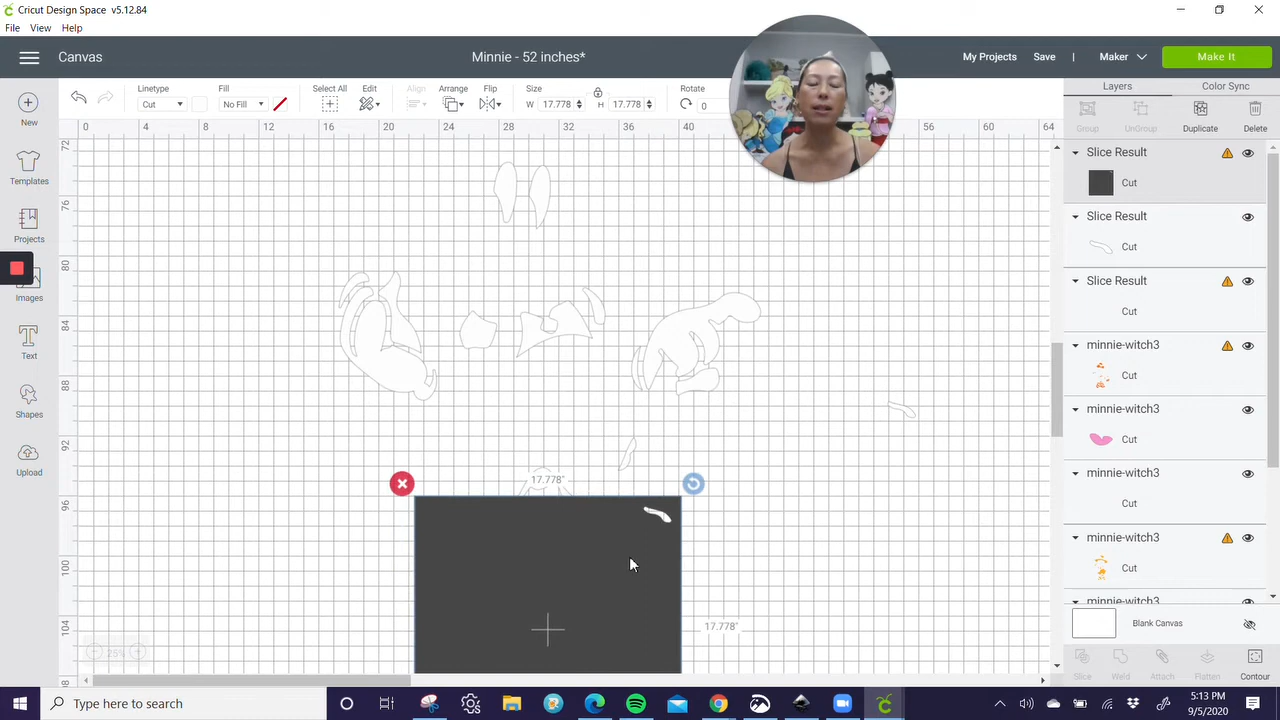 Cricut Design Space v5.12.84
File View Help
Canvas
Minnie - 52 inches*
My Projects Save | Maker Make It
Linetype Fill Select All Align Edit Arrange Flip Size Rotate
Cut No Fill W 17.778 H 17.778 0
Layers Color Sync
Group UnGroup Duplicate Delete
0 4 8 12 16 20 24 28 32 36 40 56 60 64
72
76
80
84
88
92
96
100
104
New
Templates
Projects
Images
Text
Shapes
Upload
17.778"
17.778"
25%
Slice Result
Cut
Slice Result
Cut
Slice Result
Cut
minnie-witch3
Cut
minnie-witch3
Cut
minnie-witch3
Cut
minnie-witch3
Cut
minnie-witch3
Blank Canvas
Slice Weld Attach Flatten Contour
Type here to search
5:13 PM
9/5/2020